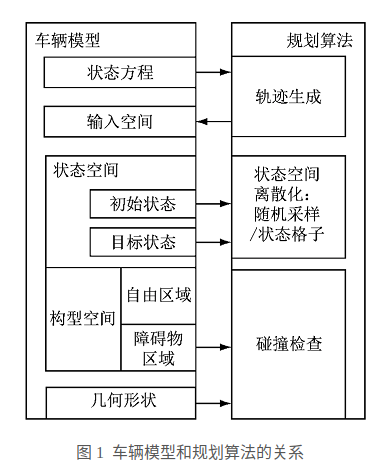 车辆模型
规划算法
状态方程
轨迹生成
输入空间
状态空间
初始状态
目标状态
状态空间
离散化：
随机采样
/状态格子
构型空间
自由区域
障碍物
区域
碰撞检查
几何形状
图 1 车辆模型和规划算法的关系